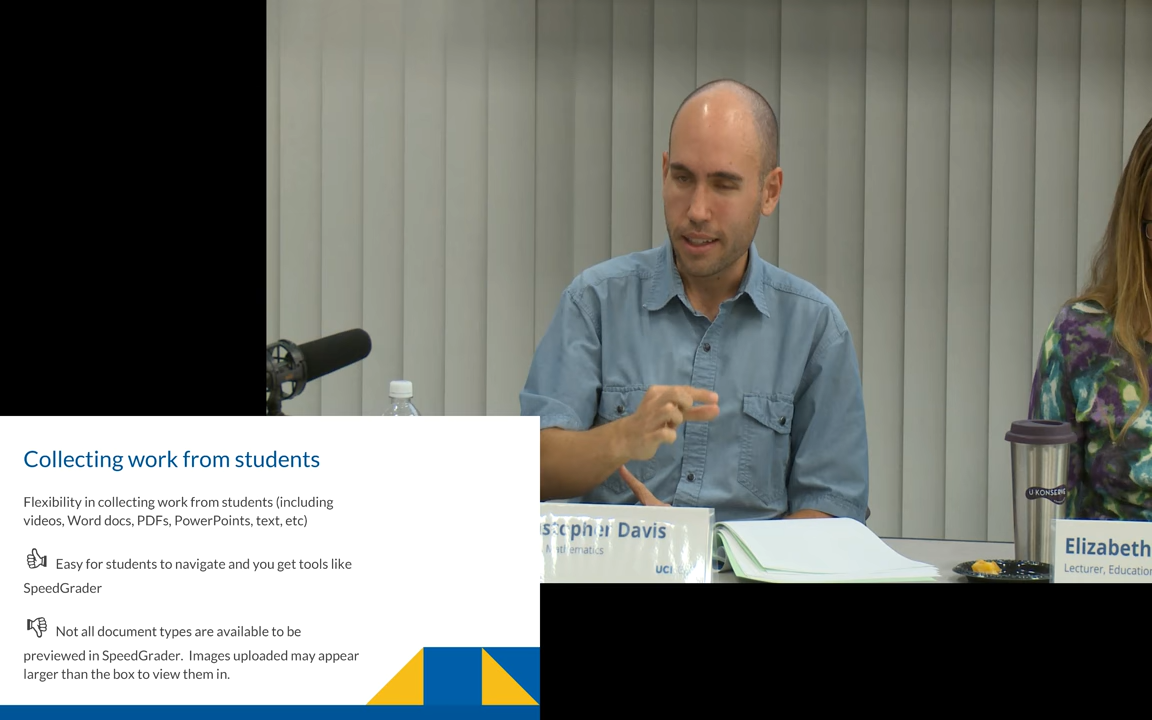 Collecting work from students
Flexibility in collecting work from students (including
videos, Word docs, PDFs, PowerPoints, text, etc)
Easy for students to navigate and you get tools like
SpeedGrader
Not all document types are available to be
previewed in SpeedGrader. Images uploaded may appear
larger than the box to view them in.
stopher Davis
Mathematics
UCI
U KONSERVE
Elizabeth
Lecturer, Education